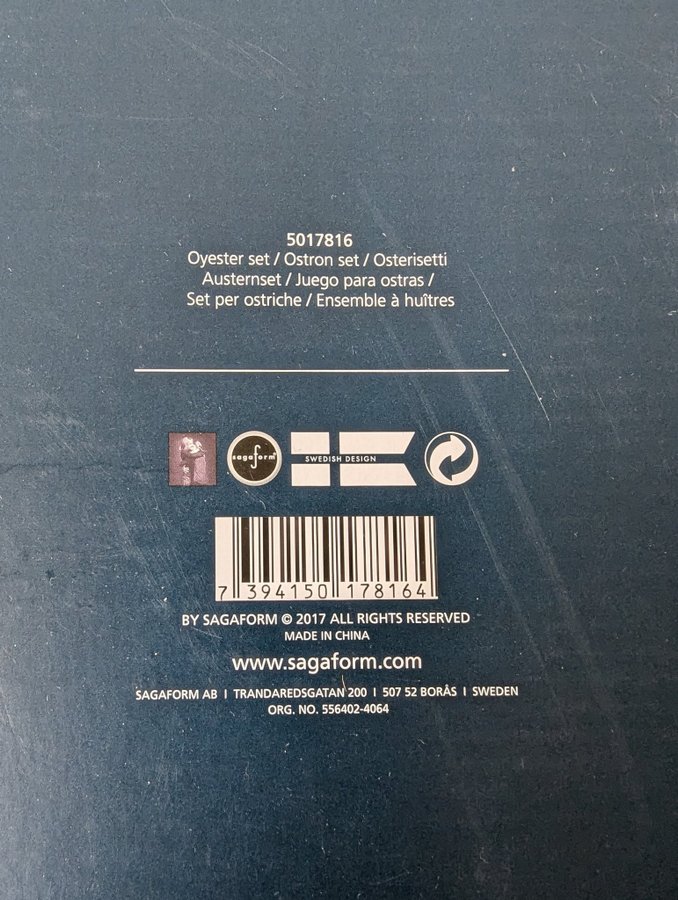 5017816
Oyester set / Ostron set / Osterisetti
Austernset / Juego para ostras /
Set per ostriche / Ensemble à huîtres
sagaform®
SWEDISH DESIGN
7 394150 178164
BY SAGAFORM © 2017 ALL RIGHTS RESERVED
MADE IN CHINA
www.sagaform.com
SAGAFORM AB I TRANDAREDSGATAN 200 I 507 52 BORÅS I SWEDEN
ORG. NO. 556402-4064